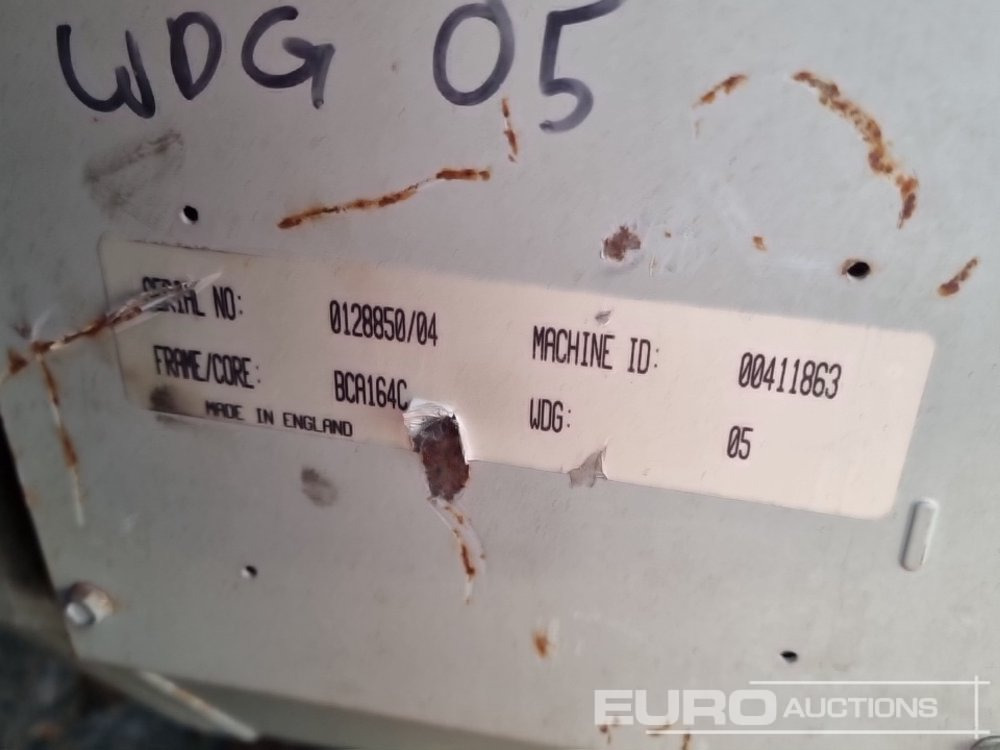 WDG 05
SERIAL NO: 0128850/04 MACHINE ID: 00411863
FRAME/CORE: BCA164C WDG: 05
MADE IN ENGLAND
EURO AUCTIONS